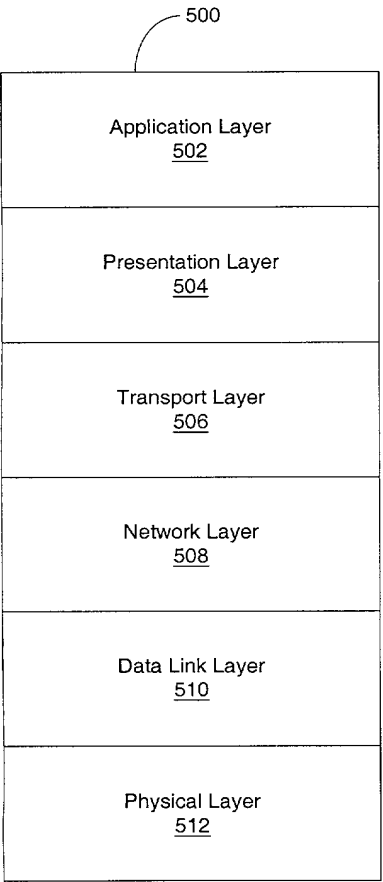 500
Application Layer
502
Presentation Layer
504
Transport Layer
506
Network Layer
508
Data Link Layer
510
Physical Layer
512